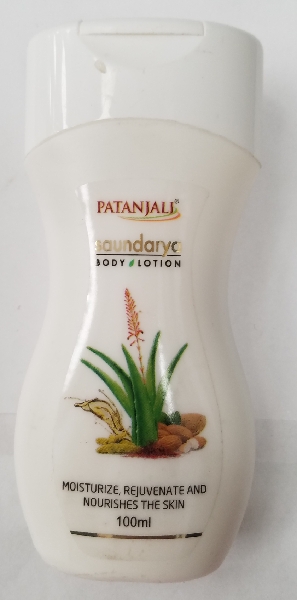 PATANJALI®
saundarya
BODY LOTION
MOISTURIZE, REJUVENATE AND
NOURISHES THE SKIN
100ml